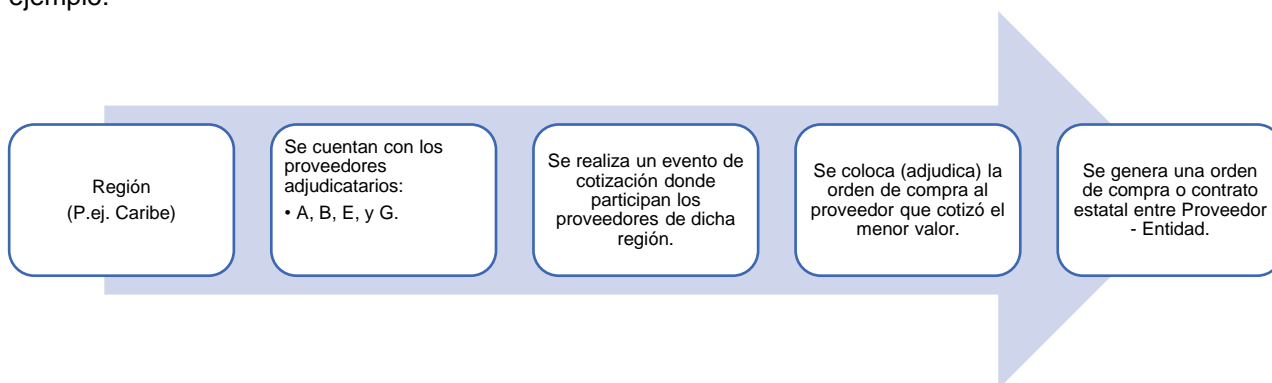 ejemplo:
Región
(P.ej. Caribe)
Se cuentan con los
proveedores
adjudicatarios:
• A, B, E, y G.
Se realiza un evento de
cotización donde
participan los
proveedores de dicha
región.
Se coloca (adjudica) la
orden de compra al
proveedor que cotizó el
menor valor.
Se genera una orden
de compra o contrato
estatal entre Proveedor
- Entidad.